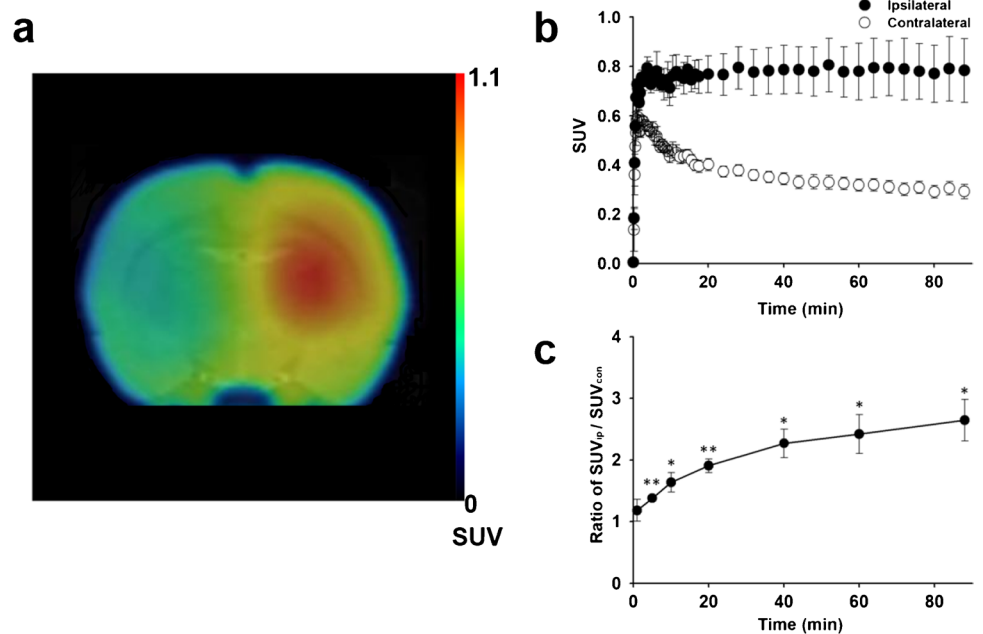 a
1.1
0
SUV
b
Ipsilateral
Contralateral
SUV
1.0
0.8
0.6
0.4
0.2
0.0
0 20 40 60 80
Time (min)
c
Ratio of SUVip / SUVcon
4
3
2
1
0
** * ** * * *
0 20 40 60 80
Time (min)